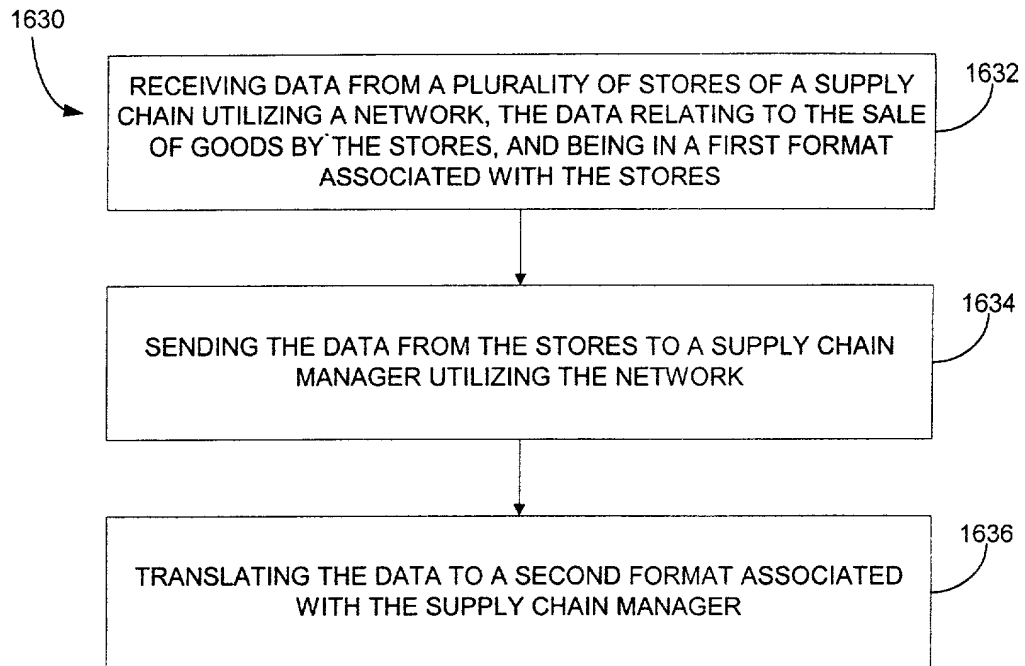 1630
RECEIVING DATA FROM A PLURALITY OF STORES OF A SUPPLY
CHAIN UTILIZING A NETWORK, THE DATA RELATING TO THE SALE
OF GOODS BY THE STORES, AND BEING IN A FIRST FORMAT
ASSOCIATED WITH THE STORES
1632
SENDING THE DATA FROM THE STORES TO A SUPPLY CHAIN
MANAGER UTILIZING THE NETWORK
1634
TRANSLATING THE DATA TO A SECOND FORMAT ASSOCIATED
WITH THE SUPPLY CHAIN MANAGER
1636